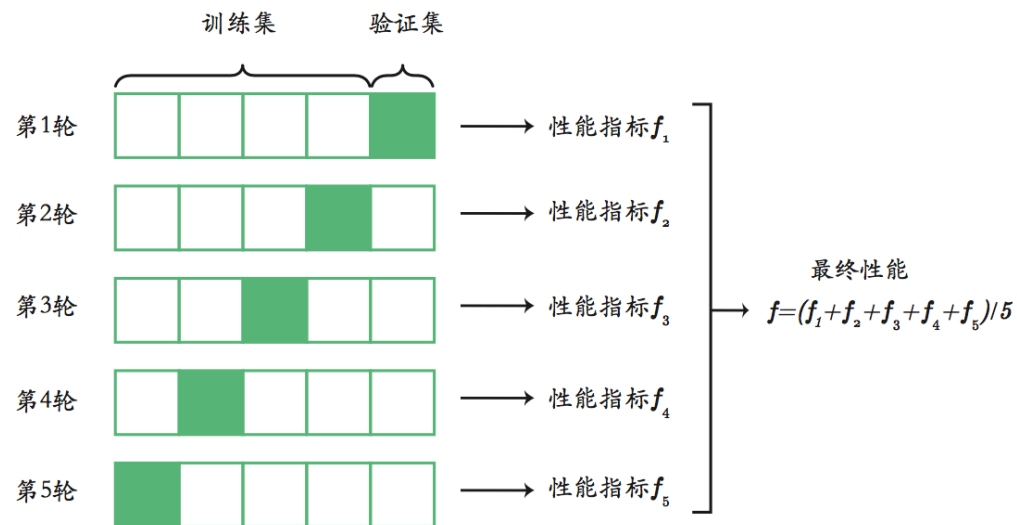 训练集 验证集
第1轮 性能指标f₁
第2轮 性能指标f₂
第3轮 性能指标f₃
第4轮 性能指标f₄
第5轮 性能指标f₅
最终性能
f=(f₁+f₂+f₃+f₄+f₅)/5